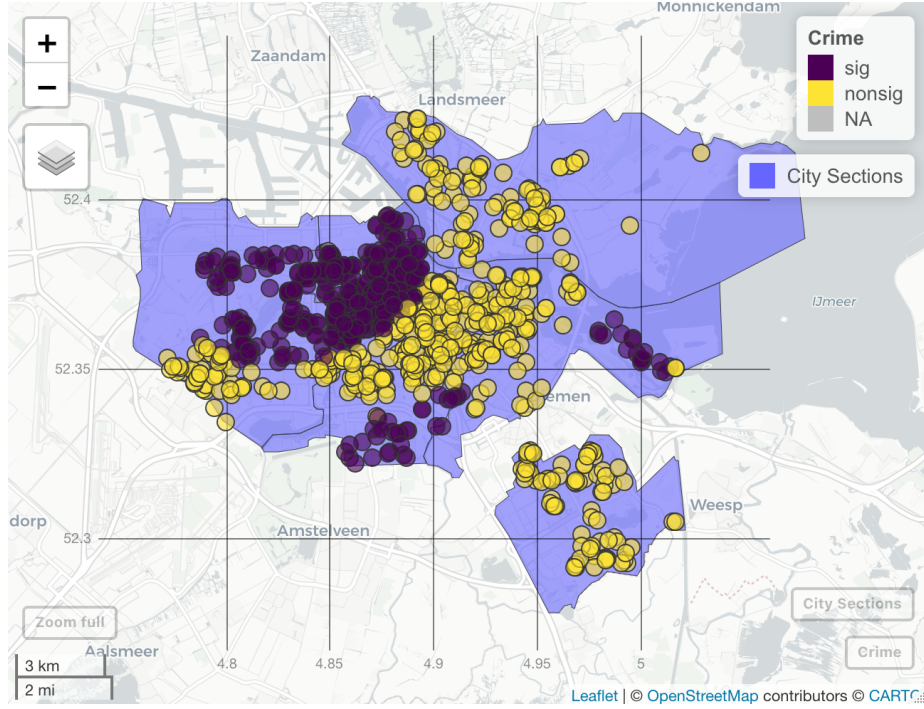 Monnickendam
+
−
Zaandam
Crime
sig
nonsig
NA
Landsmeer
City Sections
52.4
IJmeer
52.35
emen
Weesp
dorp
Amstelveen
52.3
City Sections
Zoom full
Crime
Aalsmeer
4.8
4.85
4.9
4.95
5
3 km
2 mi
Leaflet | © OpenStreetMap contributors © CARTO